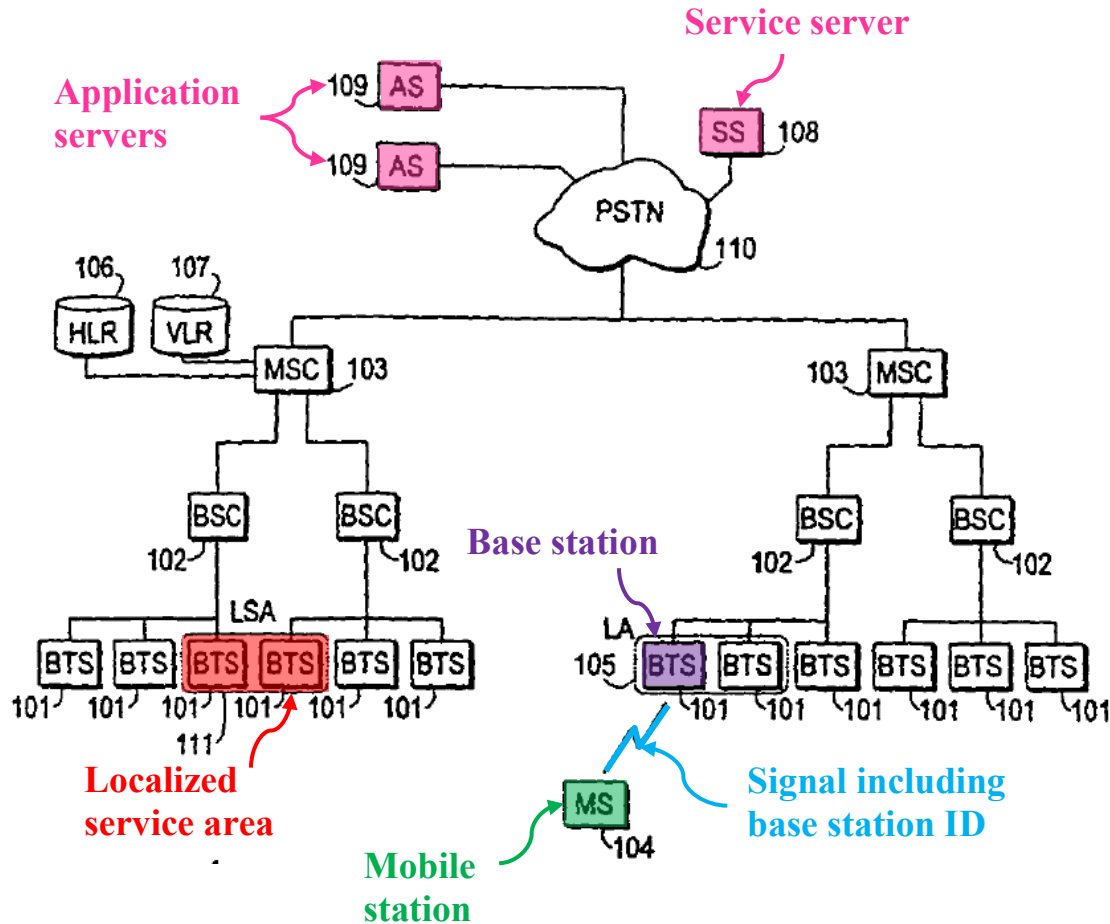 Service server
Application
servers
109 AS
SS
108
109 AS
PSTN
110
106 107
HLR VLR
MSC 103
103 MSC
BSC BSC
102 102
BSC BSC
102 102
Base station
LSA
LA
BTS BTS BTS BTS BTS BTS
105 BTS BTS BTS BTS BTS BTS
101 101 101 101 101 101
101 101 101 101 101 101
111
Localized
service area
Signal including
base station ID
MS
104
Mobile
station